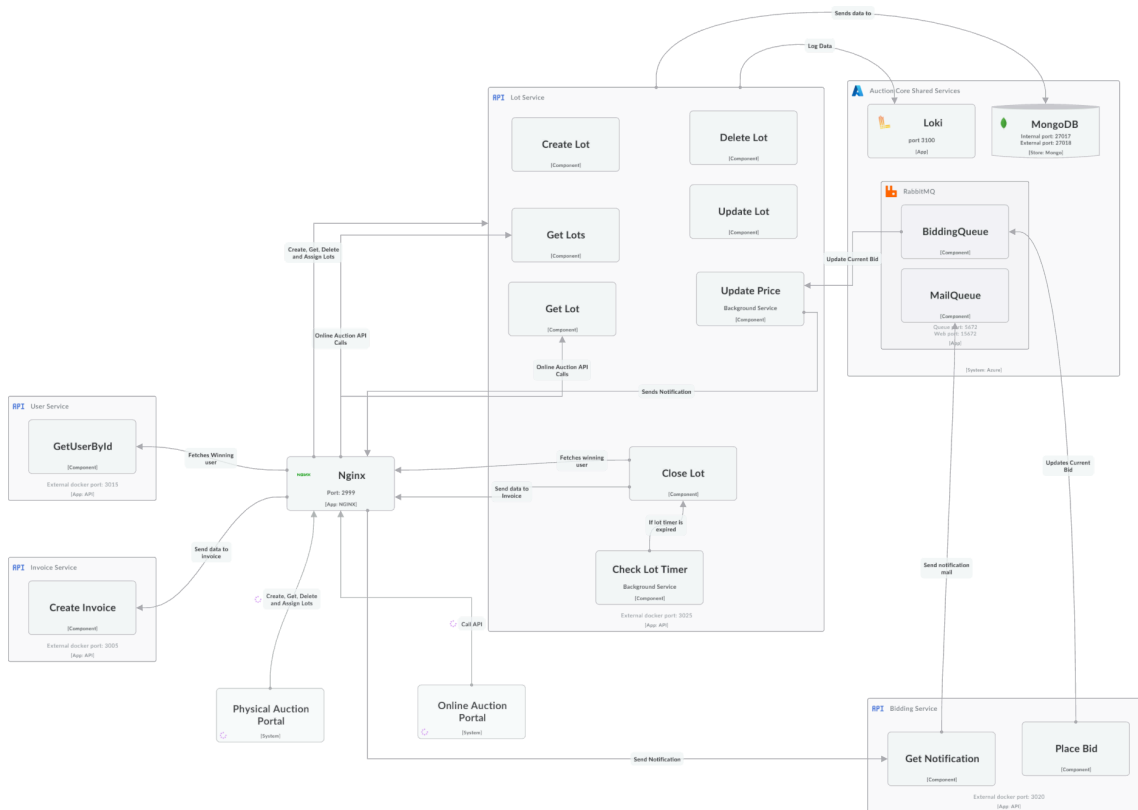 Sends data to
Log Data
API Lot Service
Create Lot
[Component]
Delete Lot
[Component]
Get Lots
[Component]
Update Lot
[Component]
Get Lot
[Component]
Update Price
Background Service
[Component]
Close Lot
[Component]
If lot timer is
expired
Check Lot Timer
Background Service
[Component]
External docker port: 3025
[App: API]
Auction Core Shared Services
Loki
port 3100
[App]
MongoDB
Internal port: 27017
External port: 27018
[Store: Mongo]
RabbitMQ
BiddingQueue
[Component]
MailQueue
[Component]
Queue port: 5672
Web port: 15672
[App]
[System: Azure]
Update Current Bid
Create, Get, Delete
and Assign Lots
Online Auction API
Calls
Online Auction API
Calls
Sends Notification
Fetches winning
user
Send data to
Invoice
API User Service
GetUserById
[Component]
External docker port: 3015
[App: API]
Fetches Winning
user
NGINX
Nginx
Port: 2999
[App: NGINX]
Send data to
invoice
API Invoice Service
Create Invoice
[Component]
External docker port: 3005
[App: API]
Create, Get, Delete
and Assign Lots
Call API
Physical Auction
Portal
[System]
Online Auction
Portal
[System]
Updates Current
Bid
Send notification
mail
Send Notification
API Bidding Service
Get Notification
[Component]
Place Bid
[Component]
External docker port: 3020
[App: API]